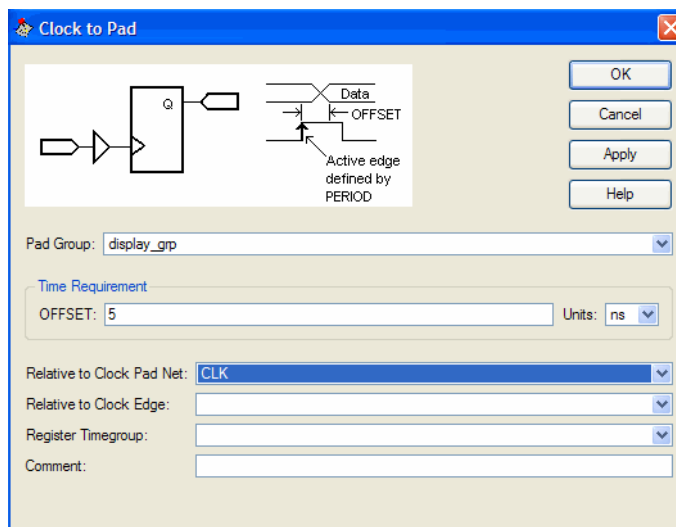 Clock to Pad
Q
Data
OFFSET
Active edge
defined by
PERIOD
OK
Cancel
Apply
Help
Pad Group: display_grp
Time Requirement
OFFSET: 5 Units: ns
Relative to Clock Pad Net: CLK
Relative to Clock Edge:
Register Timegroup:
Comment: